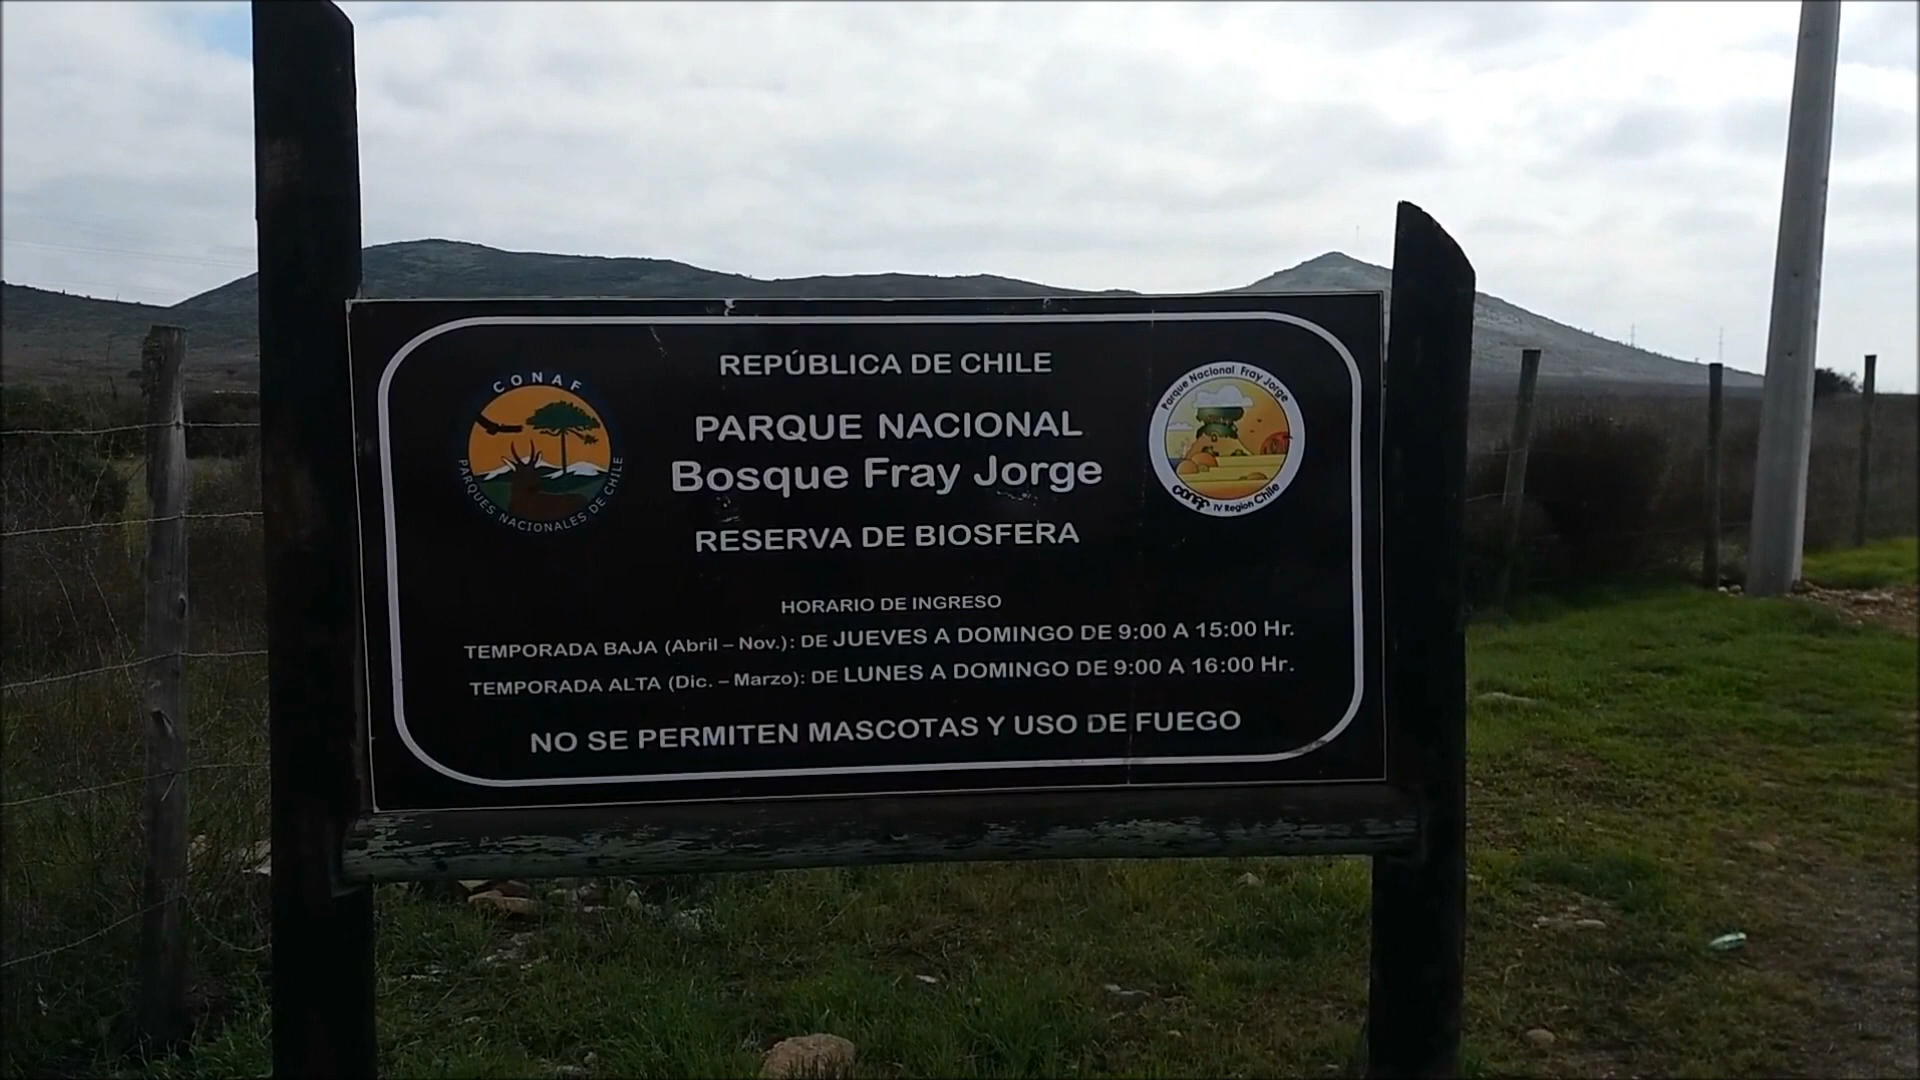 REPÚBLICA DE CHILE
CONAF
PARQUES NACIONALES DE CHILE
PARQUE NACIONAL
Bosque Fray Jorge
RESERVA DE BIOSFERA
Parque Nacional Fray Jorge
conaf IV Region Chile
HORARIO DE INGRESO
TEMPORADA BAJA (Abril – Nov.): DE JUEVES A DOMINGO DE 9:00 A 15:00 Hr.
TEMPORADA ALTA (Dic. – Marzo): DE LUNES A DOMINGO DE 9:00 A 16:00 Hr.
NO SE PERMITEN MASCOTAS Y USO DE FUEGO